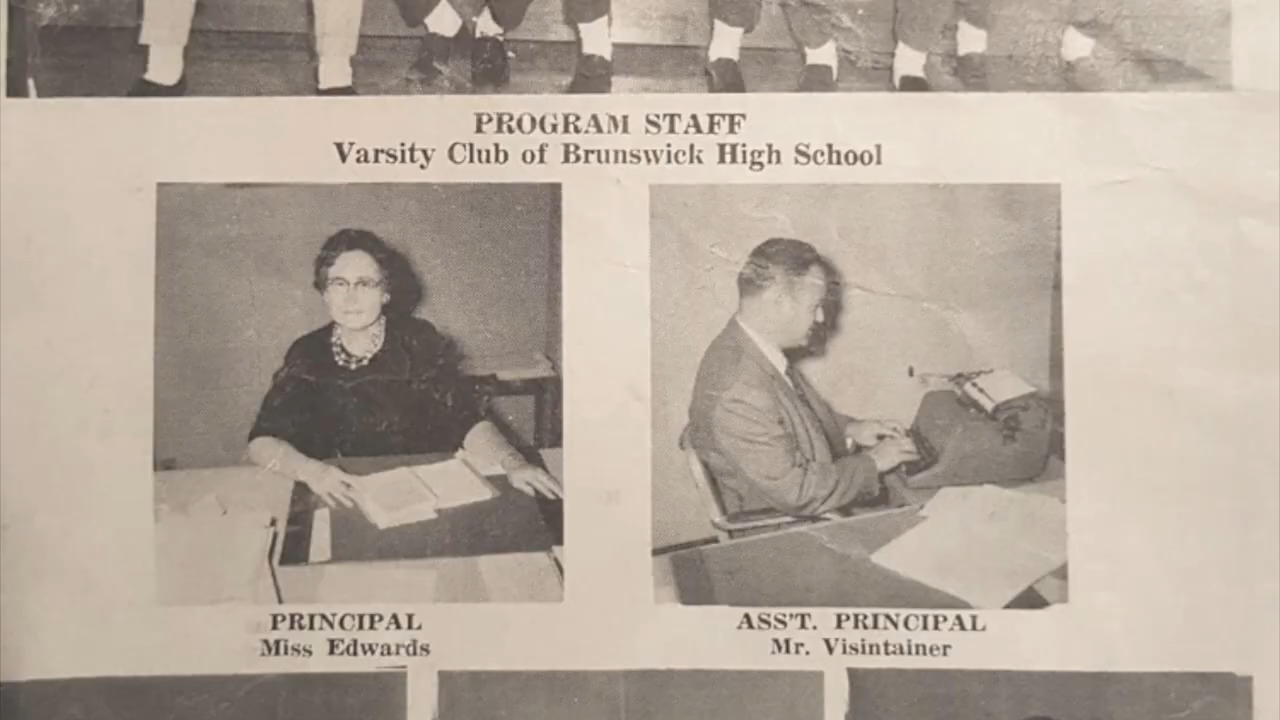 PROGRAM STAFF
Varsity Club of Brunswick High School
PRINCIPAL
Miss Edwards
ASS'T. PRINCIPAL
Mr. Visintainer